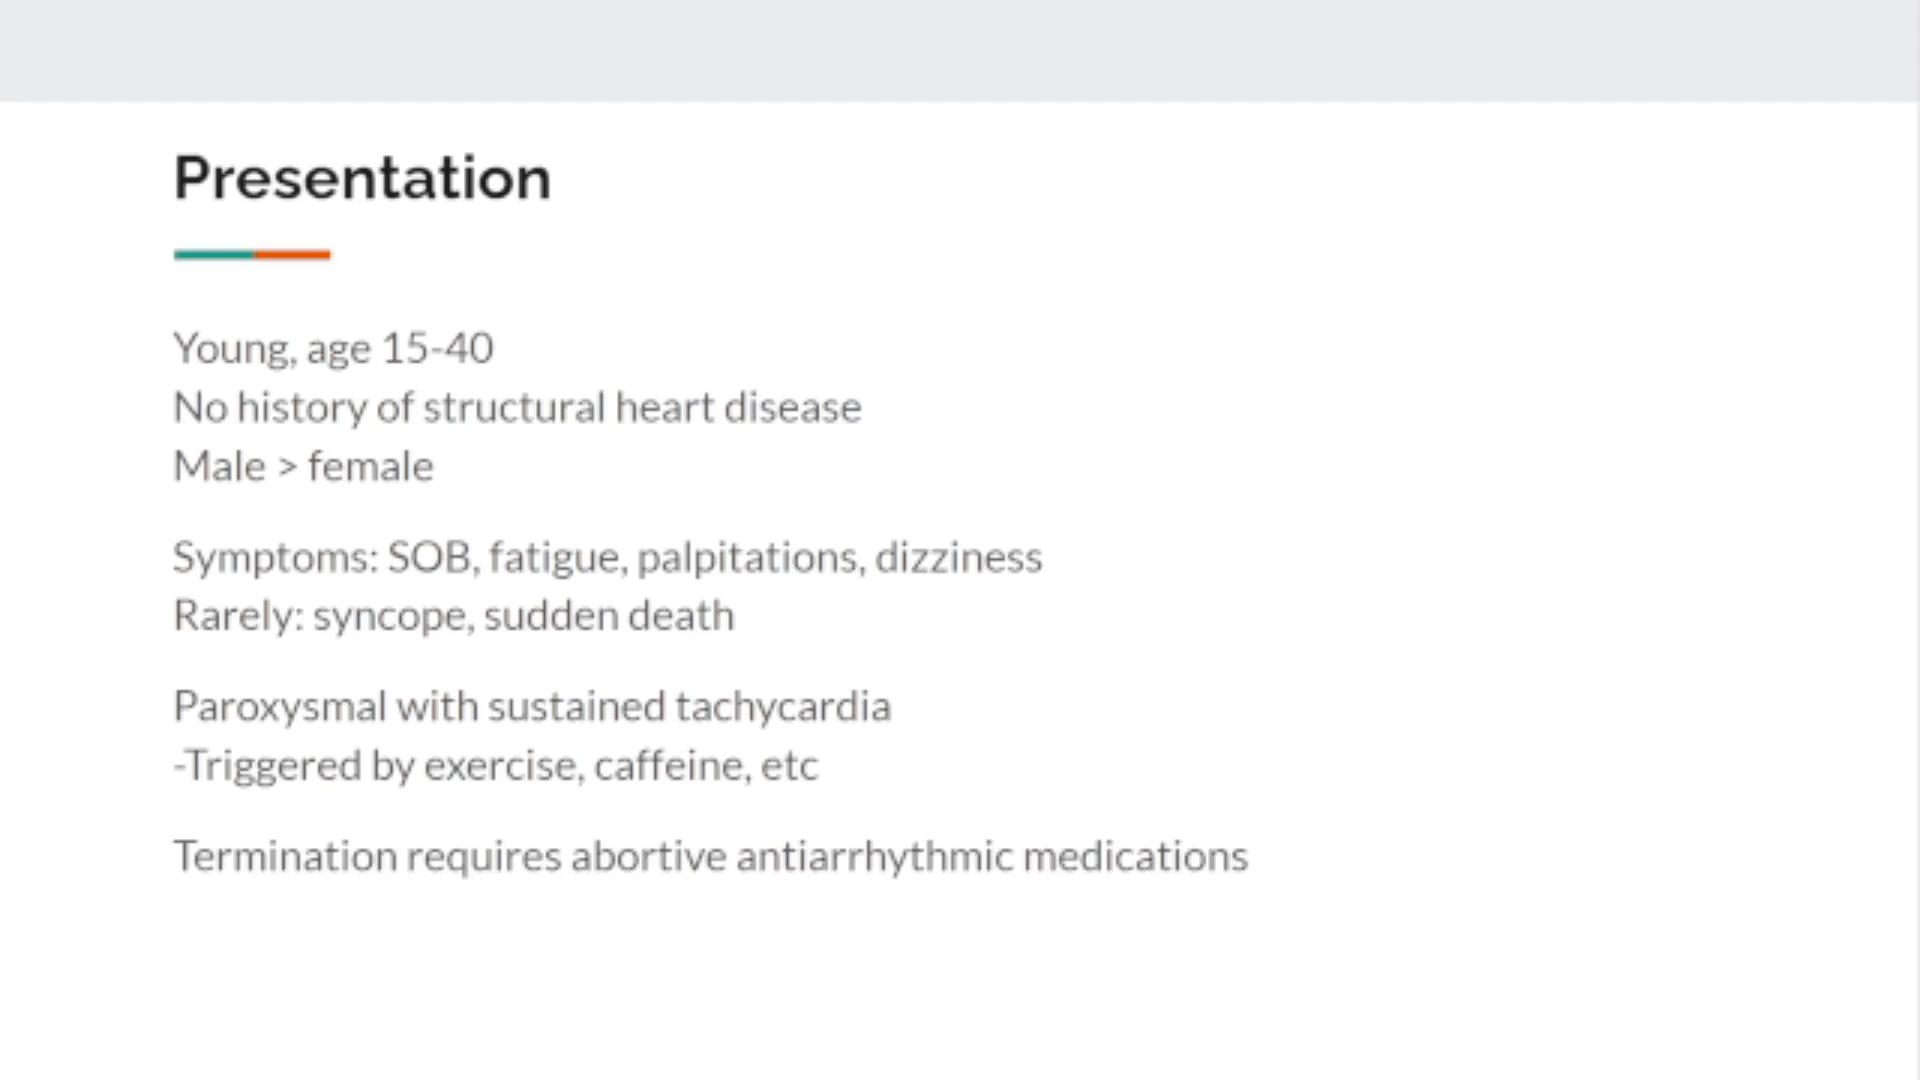 Presentation
Young, age 15-40
No history of structural heart disease
Male > female
Symptoms: SOB, fatigue, palpitations, dizziness
Rarely: syncope, sudden death
Paroxysmal with sustained tachycardia
-Triggered by exercise, caffeine, etc
Termination requires abortive antiarrhythmic medications